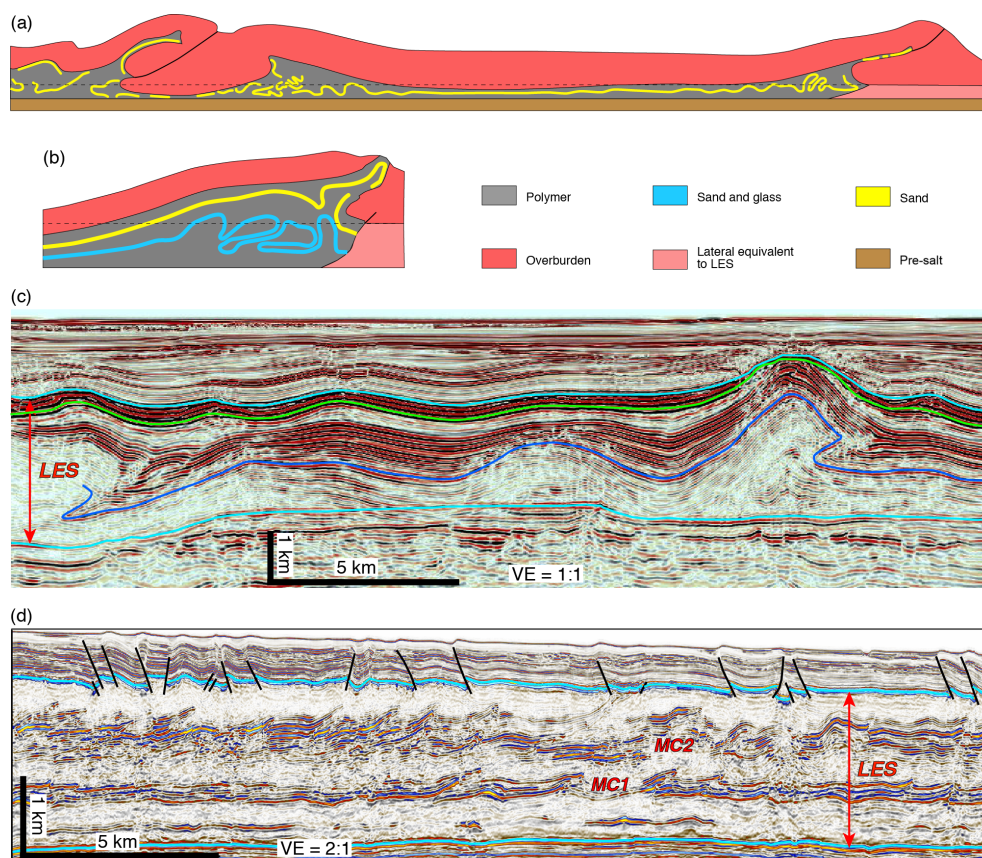 (a)
(b)
Polymer
Sand and glass
Sand
Overburden
Lateral equivalent
to LES
Pre-salt
(c)
LES
1 km
5 km
VE = 1:1
(d)
MC2
MC1
LES
1 km
5 km
VE = 2:1